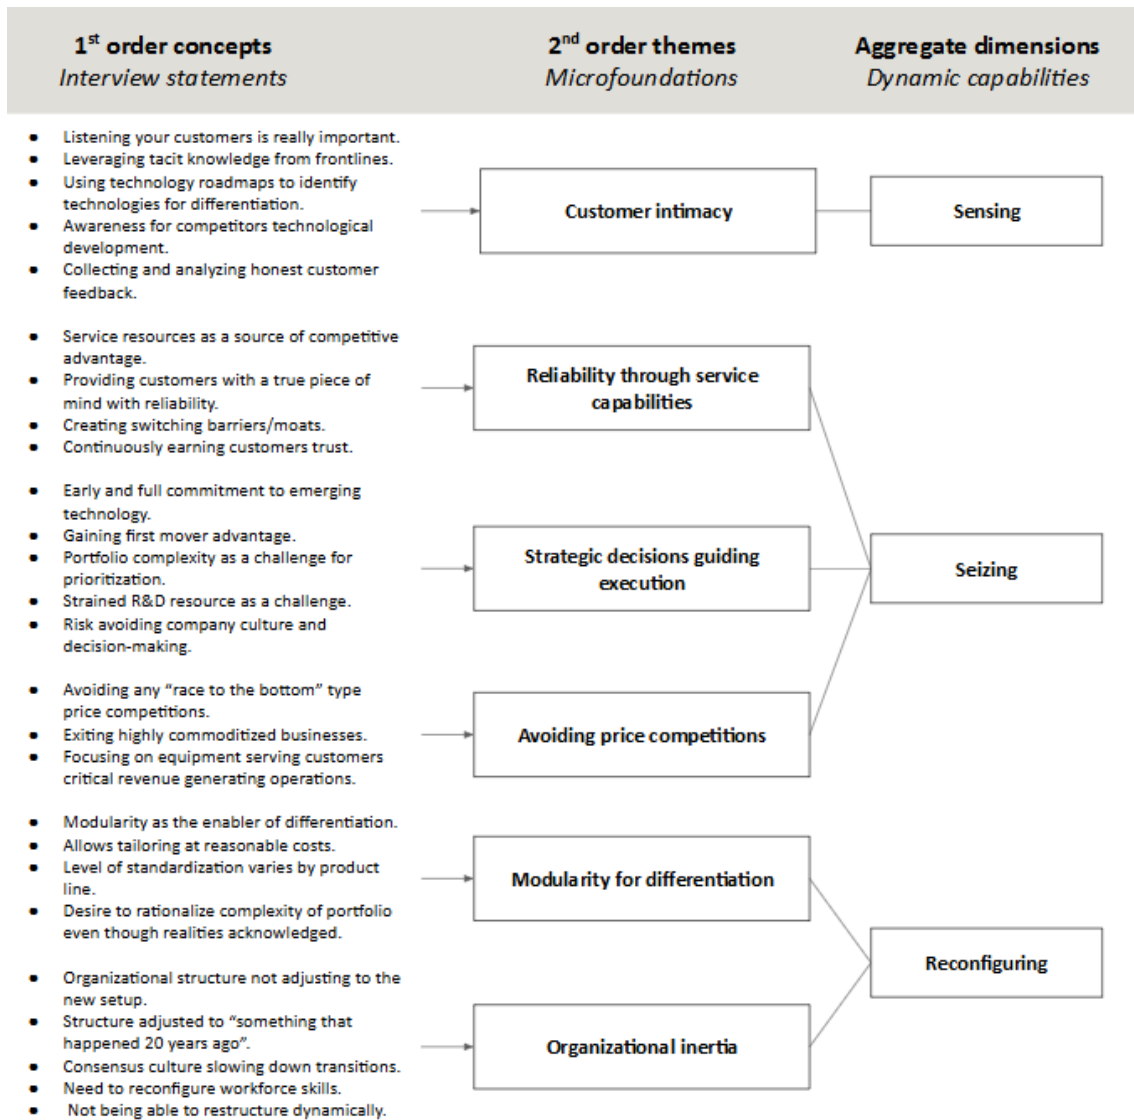 1st order concepts
Interview statements
2nd order themes
Microfoundations
Aggregate dimensions
Dynamic capabilities
● Listening your customers is really important.
● Leveraging tacit knowledge from frontlines.
● Using technology roadmaps to identify
technologies for differentiation.
● Awareness for competitors technological
development.
● Collecting and analyzing honest customer
feedback.
Customer intimacy
Sensing
● Service resources as a source of competitive
advantage.
● Providing customers with a true piece of
mind with reliability.
● Creating switching barriers/moats.
● Continuously earning customers trust.
Reliability through service
capabilities
● Early and full commitment to emerging
technology.
● Gaining first mover advantage.
● Portfolio complexity as a challenge for
prioritization.
● Strained R&D resource as a challenge.
● Risk avoiding company culture and
decision-making.
Strategic decisions guiding
execution
Seizing
● Avoiding any “race to the bottom” type
price competitions.
● Exiting highly commoditized businesses.
● Focusing on equipment serving customers
critical revenue generating operations.
Avoiding price competitions
● Modularity as the enabler of differentiation.
● Allows tailoring at reasonable costs.
● Level of standardization varies by product
line.
● Desire to rationalize complexity of portfolio
even though realities acknowledged.
Modularity for differentiation
Reconfiguring
● Organizational structure not adjusting to the
new setup.
● Structure adjusted to “something that
happened 20 years ago”.
● Consensus culture slowing down transitions.
● Need to reconfigure workforce skills.
● Not being able to restructure dynamically.
Organizational inertia